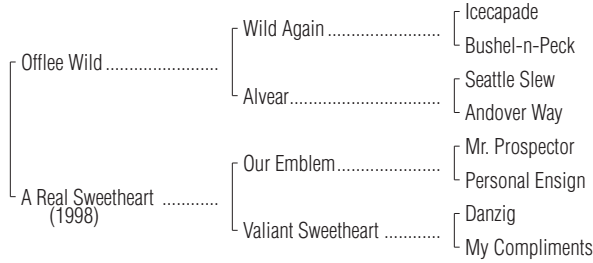 Icecapade
Wild Again
Bushel-n-Peck
Offlee Wild
Seattle Slew
Alvear
Andover Way
Mr. Prospector
Our Emblem
Personal Ensign
A Real Sweetheart
(1998)
Danzig
Valiant Sweetheart
My Compliments